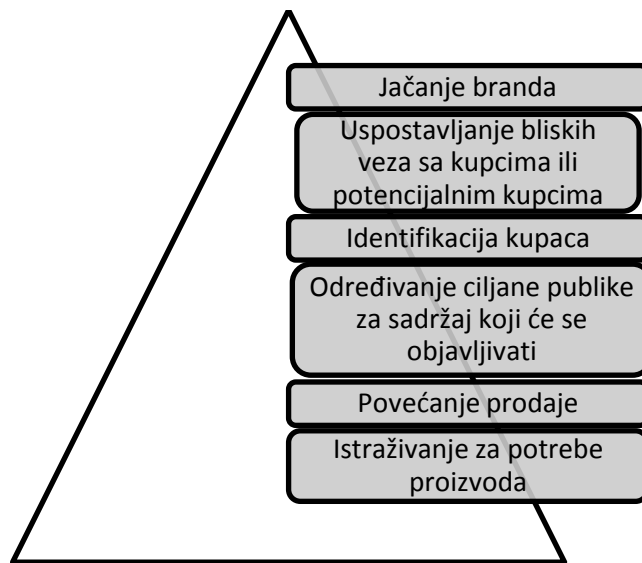 Jačanje branda
Uspostavljanje bliskih
veza sa kupcima ili
potencijalnim kupcima
Identifikacija kupaca
Određivanje ciljane publike
za sadržaj koji će se
objavljivati
Povećanje prodaje
Istraživanje za potrebe
proizvoda